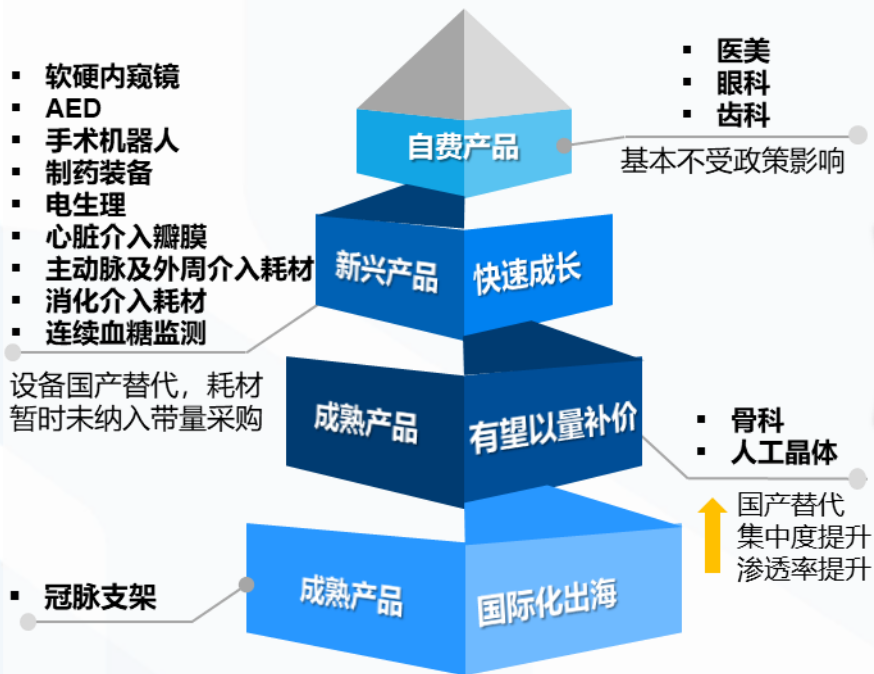 医美
眼科
齿科
基本不受政策影响
自费产品
软硬内窥镜
AED
手术机器人
制药装备
电生理
心脏介入瓣膜
主动脉及外周介入耗材
消化介入耗材
连续血糖监测
设备国产替代，耗材
暂时未纳入带量采购
新兴产品
快速成长
成熟产品
有望以量补价
骨科
人工晶体
国产替代
集中度提升
渗透率提升
冠脉支架
成熟产品
国际化出海